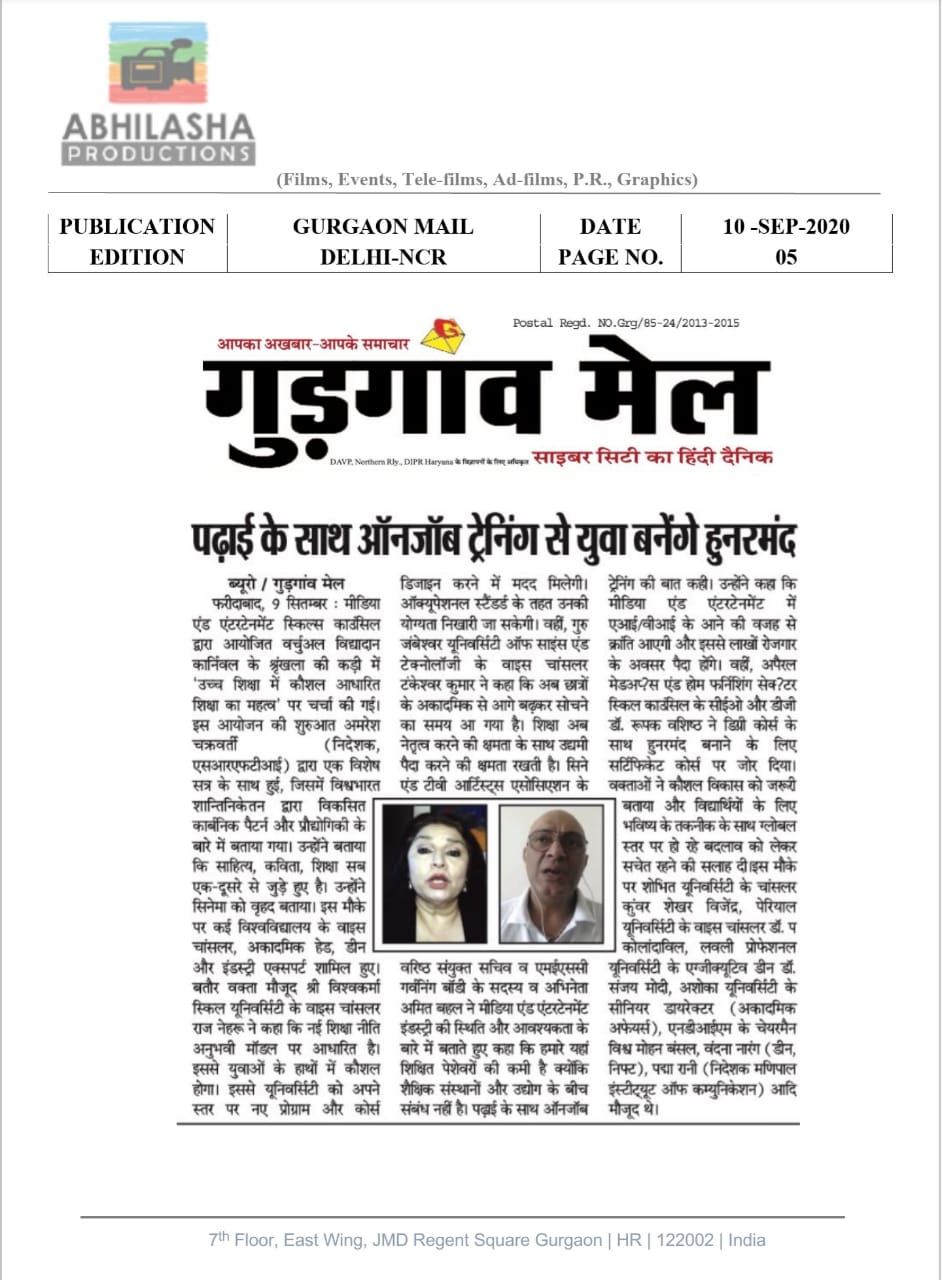 ABHILASHA
PRODUCTIONS
(Films, Events, Tele-films, Ad-films, P.R., Graphics)
PUBLICATION GURGAON MAIL DATE 10 -SEP-2020
EDITION DELHI-NCR PAGE NO. 05
Postal Regd. NO.Grg/85-24/2013-2015
आपका अखबार-आपके समाचार
गुड़गांव मेल
DAVP, Northern Rly., DIPR Haryana के विज्ञापनों के लिए अधिकृत साइबर सिटी का हिंदी दैनिक
पढ़ाई के साथ ऑनजॉब ट्रेनिंग से युवा बनेंगे हुनरमंद
ब्यूरो / गुड़गांव मेल
फरीदाबाद, 9 सितम्बर : मीडिया
एंड एंटरटेनमेंट स्किल्स काउंसिल
द्वारा आयोजित वर्चुअल विद्यादान
कार्निवल के श्रृंखला की कड़ी में
'उच्च शिक्षा में कौशल आधारित
शिक्षा का महत्व' पर चर्चा की गई।
इस आयोजन की शुरुआत अमरेश
चक्रवर्ती (निदेशक,
एसआरएफटीआई) द्वारा एक विशेष
सत्र के साथ हुई, जिसमें विश्वभारत
शान्तिनिकेतन द्वारा विकसित
कार्बनिक पैटर्न और प्रौद्योगिकी के
बारे में बताया गया। उन्होंने बताया
कि साहित्य, कविता, शिक्षा सब
एक-दूसरे से जुड़े हुए है। उन्होंने
सिनेमा को वृहद बताया। इस मौके
पर कई विश्वविद्यालय के वाइस
चांसलर, अकादमिक हेड, डीन
और इंडस्ट्री एक्सपर्ट शामिल हुए।
बतौर वक्ता मौजूद श्री विश्वकर्मा
स्किल यूनिवर्सिटी के वाइस चांसलर
राज नेहरू ने कहा कि नई शिक्षा नीति
अनुभवी मॉडल पर आधारित है।
इससे युवाओं के हाथों में कौशल
होगा। इससे यूनिवर्सिटी को अपने
स्तर पर नए प्रोग्राम और कोर्स
डिजाइन करने में मदद मिलेगी।
ऑक्यूपेशनल स्टैंडर्ड के तहत उनकी
योग्यता निखारी जा सकेगी। वहीं, गुरु
जंबेश्वर यूनिवर्सिटी ऑफ साइंस एंड
टेक्नोलॉजी के वाइस चांसलर
टंकेश्वर कुमार ने कहा कि अब छात्रों
के अकादमिक से आगे बढ़कर सोचने
का समय आ गया है। शिक्षा अब
नेतृत्व करने की क्षमता के साथ उद्यमी
पैदा करने की क्षमता रखती है। सिने
एंड टीवी आर्टिस्ट्स एसोसिएशन के
वरिष्ठ संयुक्त सचिव व एमईएससी
गवर्निंग बॉडी के सदस्य व अभिनेता
अमित बहल ने मीडिया एंड एंटरटेनमेंट
इंडस्ट्री की स्थिति और आवश्यकता के
बारे में बताते हुए कहा कि हमारे यहां
शिक्षित पेशेवरों की कमी है क्योंकि
शैक्षिक संस्थानों और उद्योग के बीच
संबंध नहीं है। पढ़ाई के साथ ऑनजॉब
ट्रेनिंग की बात कही। उन्होंने कहा कि
मीडिया एंड एंटरटेनमेंट में
एआई/वीआई के आने की वजह से
क्रांति आएगी और इससे लाखों रोजगार
के अवसर पैदा होंगे। वहीं, अपैरल
मेडअप?स एंड होम फर्निशिंग सेक?टर
स्किल काउंसिल के सीईओ और डीजी
डॉ. रूपक वशिष्ठ ने डिग्री कोर्स के
साथ हुनरमंद बनाने के लिए
सर्टिफिकेट कोर्स पर जोर दिया।
वक्ताओं ने कौशल विकास को जरूरी
बताया और विद्यार्थियों के लिए
भविष्य के तकनीक के साथ ग्लोबल
स्तर पर हो रहे बदलाव को लेकर
सचेत रहने की सलाह दी।इस मौके
पर शोभित यूनिवर्सिटी के चांसलर
कुंवर शेखर विजेंद्र, पेरियाल
यूनिवर्सिटी के वाइस चांसलर डॉ. प
कोलांदाविल, लवली प्रोफेशनल
यूनिवर्सिटी के एग्जीक्यूटिव डीन डॉ.
संजय मोदी, अशोका यूनिवर्सिटी के
सीनियर डायरेक्टर (अकादमिक
अफेयर्स), एनडीआईएम के चेयरमैन
विश्व मोहन बंसल, वंदना नारंग (डीन,
निफ्ट), पद्मा रानी (निदेशक मणिपाल
इंस्टीट्यूट ऑफ कम्युनिकेशन) आदि
मौजूद थे।
7th Floor, East Wing, JMD Regent Square Gurgaon | HR | 122002 | India